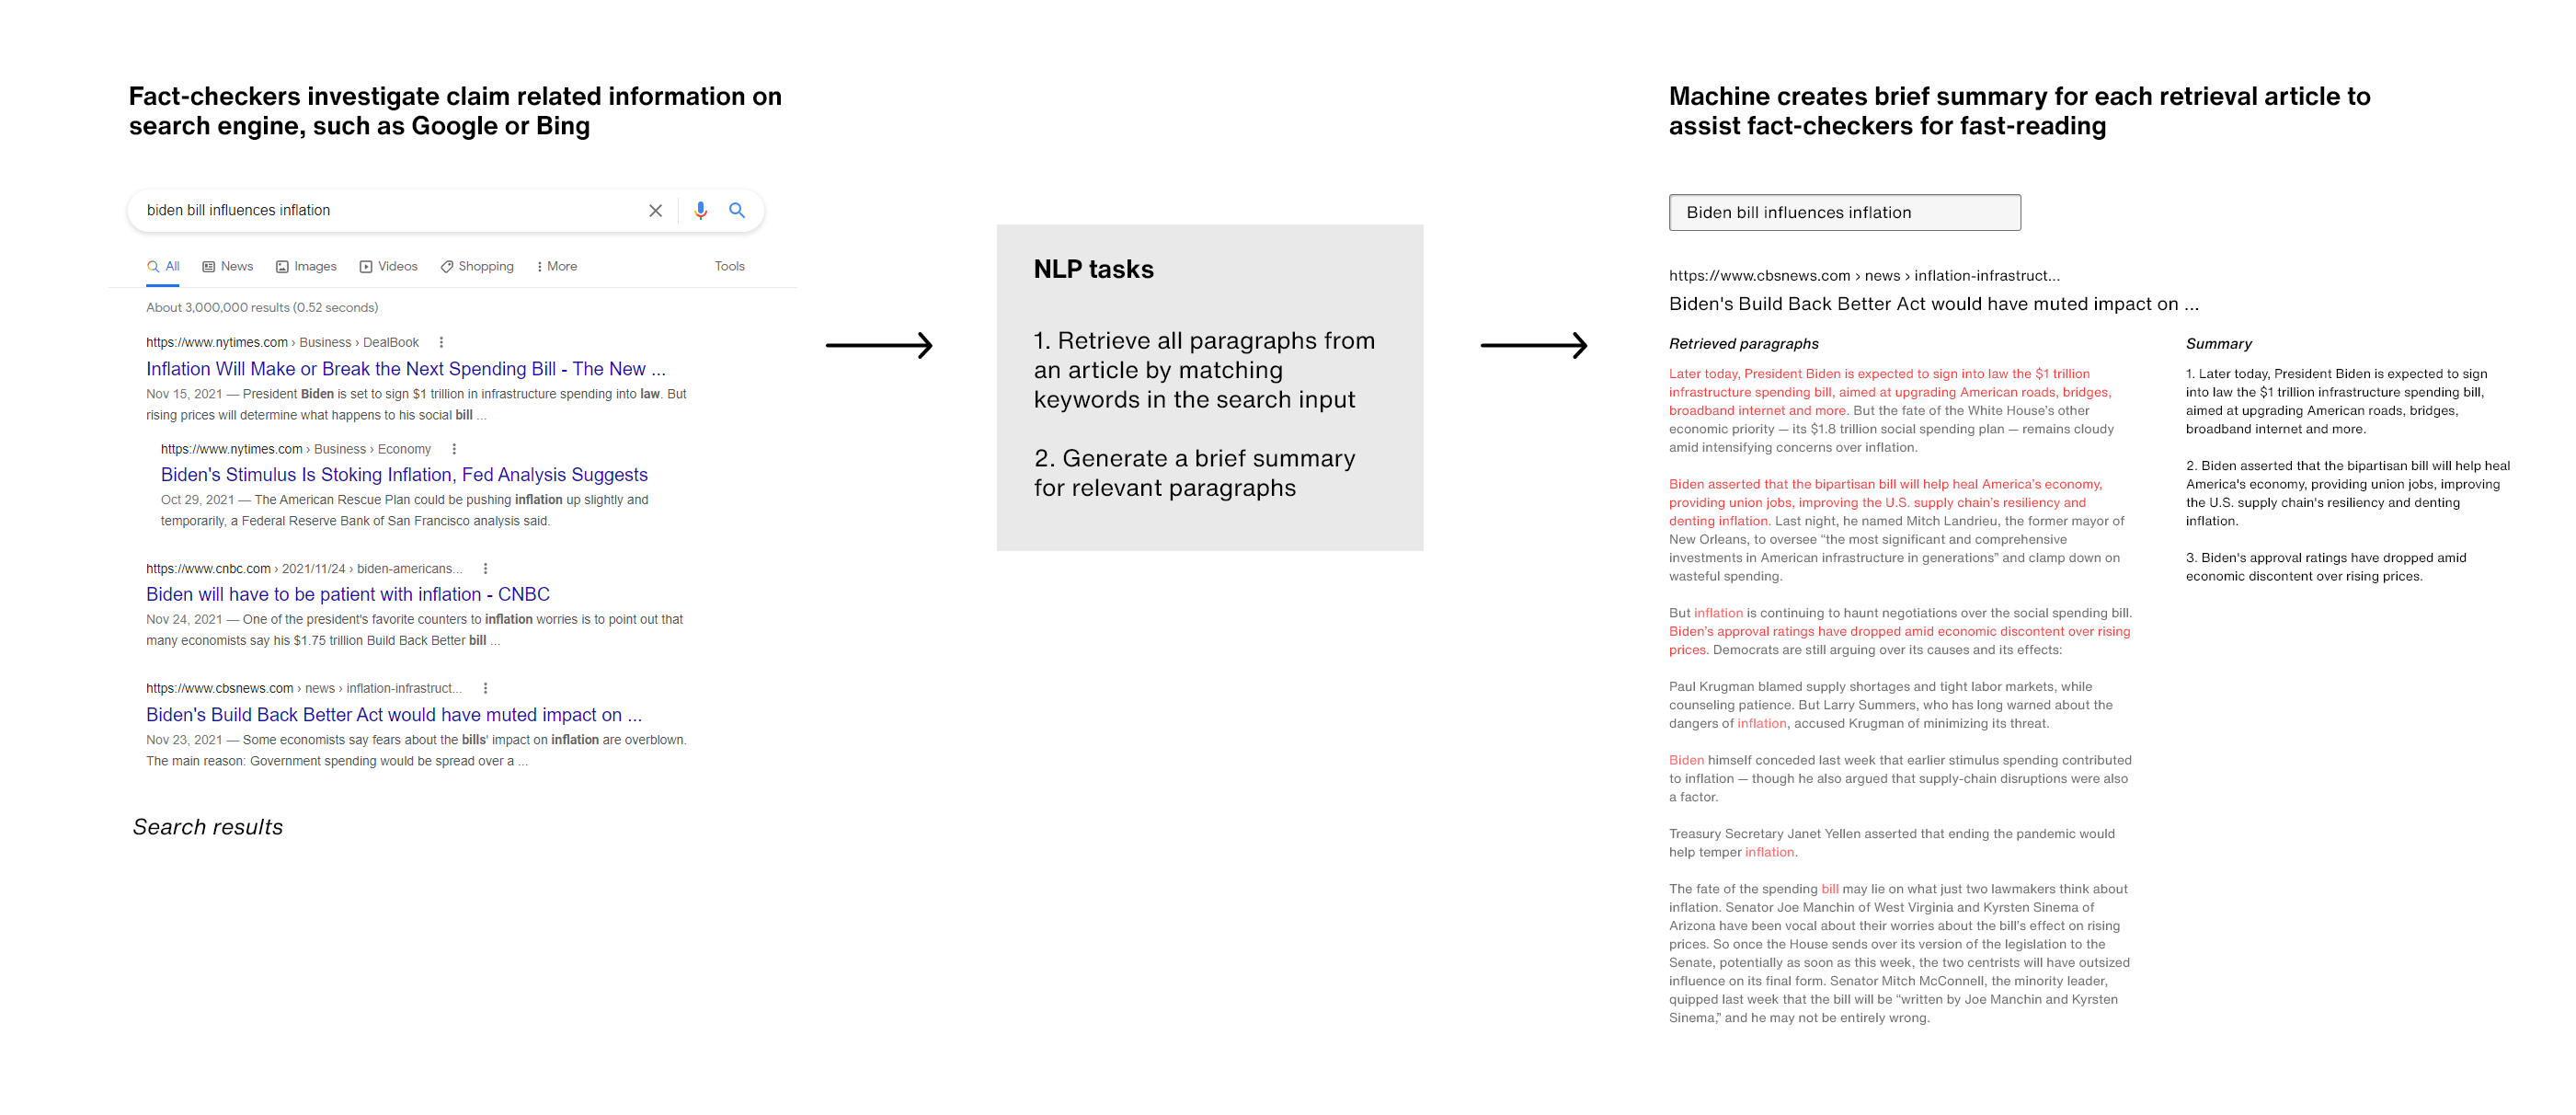 Fact-checkers investigate claim related information on
search engine, such as Google or Bing
biden bill influences inflation
All News Images Videos Shopping More Tools
About 3,000,000 results (0.52 seconds)
https://www.nytimes.com › Business › DealBook
Inflation Will Make or Break the Next Spending Bill - The New ...
Nov 15, 2021 — President Biden is set to sign $1 trillion in infrastructure spending into law. But
rising prices will determine what happens to his social bill ...
https://www.nytimes.com › Business › Economy
Biden's Stimulus Is Stoking Inflation, Fed Analysis Suggests
Oct 29, 2021 — The American Rescue Plan could be pushing inflation up slightly and
temporarily, a Federal Reserve Bank of San Francisco analysis said.
https://www.cnbc.com › 2021/11/24 › biden-americans...
Biden will have to be patient with inflation - CNBC
Nov 24, 2021 — One of the president's favorite counters to inflation worries is to point out that
many economists say his $1.75 trillion Build Back Better bill ...
https://www.cbsnews.com › news › inflation-infrastruct...
Biden's Build Back Better Act would have muted impact on ...
Nov 23, 2021 — Some economists say fears about the bills' impact on inflation are overblown.
The main reason: Government spending would be spread over a ...
Search results
NLP tasks
1. Retrieve all paragraphs from
an article by matching
keywords in the search input
2. Generate a brief summary
for relevant paragraphs
Machine creates brief summary for each retrieval article to
assist fact-checkers for fast-reading
Biden bill influences inflation
https://www.cbsnews.com › news › inflation-infrastruct...
Biden's Build Back Better Act would have muted impact on ...
Retrieved paragraphs
Later today, President Biden is expected to sign into law the $1 trillion
infrastructure spending bill, aimed at upgrading American roads, bridges,
broadband internet and more. But the fate of the White House's other
economic priority — its $1.8 trillion social spending plan — remains cloudy
amid intensifying concerns over inflation.
Biden asserted that the bipartisan bill will help heal America's economy,
providing union jobs, improving the U.S. supply chain's resiliency and
denting inflation. Last night, he named Mitch Landrieu, the former mayor of
New Orleans, to oversee “the most significant and comprehensive
investments in American infrastructure in generations” and clamp down on
wasteful spending.
But inflation is continuing to haunt negotiations over the social spending bill.
Biden's approval ratings have dropped amid economic discontent over rising
prices. Democrats are still arguing over its causes and its effects:
Paul Krugman blamed supply shortages and tight labor markets, while
counseling patience. But Larry Summers, who has long warned about the
dangers of inflation, accused Krugman of minimizing its threat.
Biden himself conceded last week that earlier stimulus spending contributed
to inflation — though he also argued that supply-chain disruptions were also
a factor.
Treasury Secretary Janet Yellen asserted that ending the pandemic would
help temper inflation.
The fate of the spending bill may lie on what just two lawmakers think about
inflation. Senator Joe Manchin of West Virginia and Kyrsten Sinema of
Arizona have been vocal about their worries about the bill's effect on rising
prices. So once the House sends over its version of the legislation to the
Senate, potentially as soon as this week, the two centrists will have outsized
influence on its final form. Senator Mitch McConnell, the minority leader,
quipped last week that the bill will be “written by Joe Manchin and Kyrsten
Sinema,” and he may not be entirely wrong.
Summary
1. Later today, President Biden is expected to sign
into law the $1 trillion infrastructure spending bill,
aimed at upgrading American roads, bridges,
broadband internet and more.
2. Biden asserted that the bipartisan bill will help heal
America's economy, providing union jobs, improving
the U.S. supply chain's resiliency and denting
inflation.
3. Biden's approval ratings have dropped amid
economic discontent over rising prices.